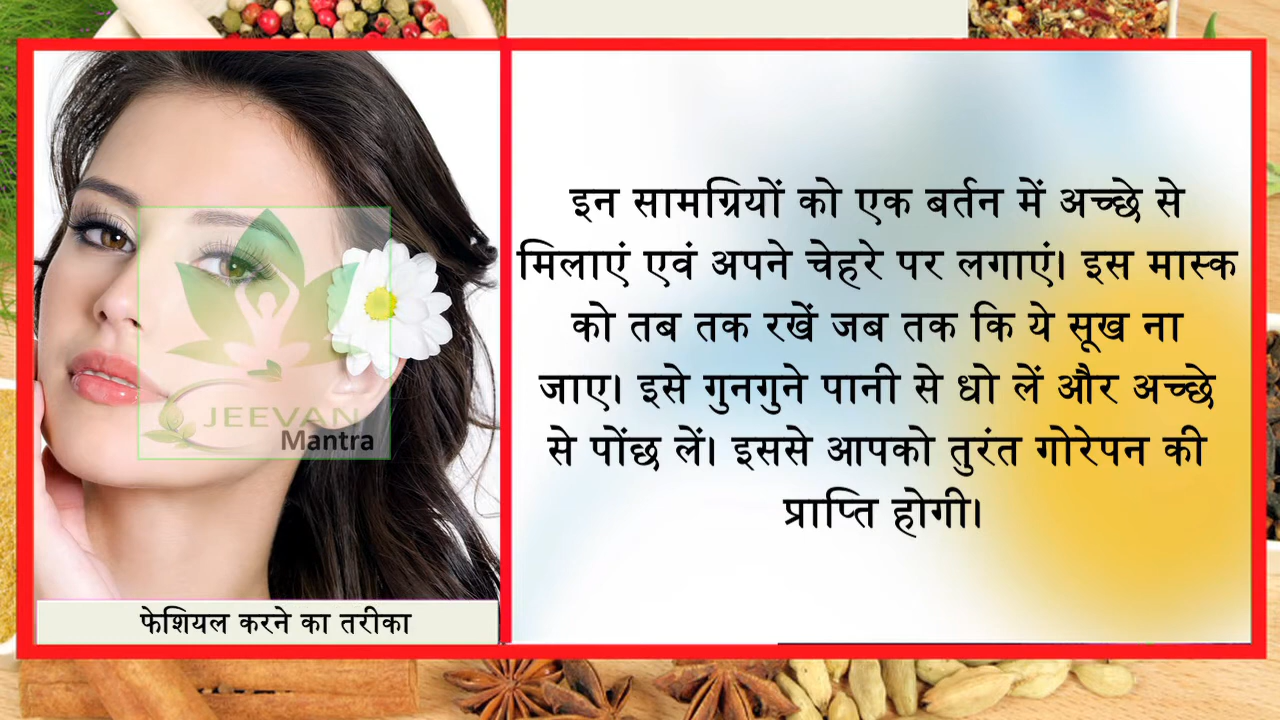 इन सामग्रियों को एक बर्तन में अच्छे से
मिलाएं एवं अपने चेहरे पर लगाएं। इस मास्क
को तब तक रखें जब तक कि ये सूख ना
जाए। इसे गुनगुने पानी से धो लें और अच्छे
से पोंछ लें। इससे आपको तुरंत गोरेपन की
प्राप्ति होगी।
JEEVAN
Mantra
फेशियल करने का तरीका